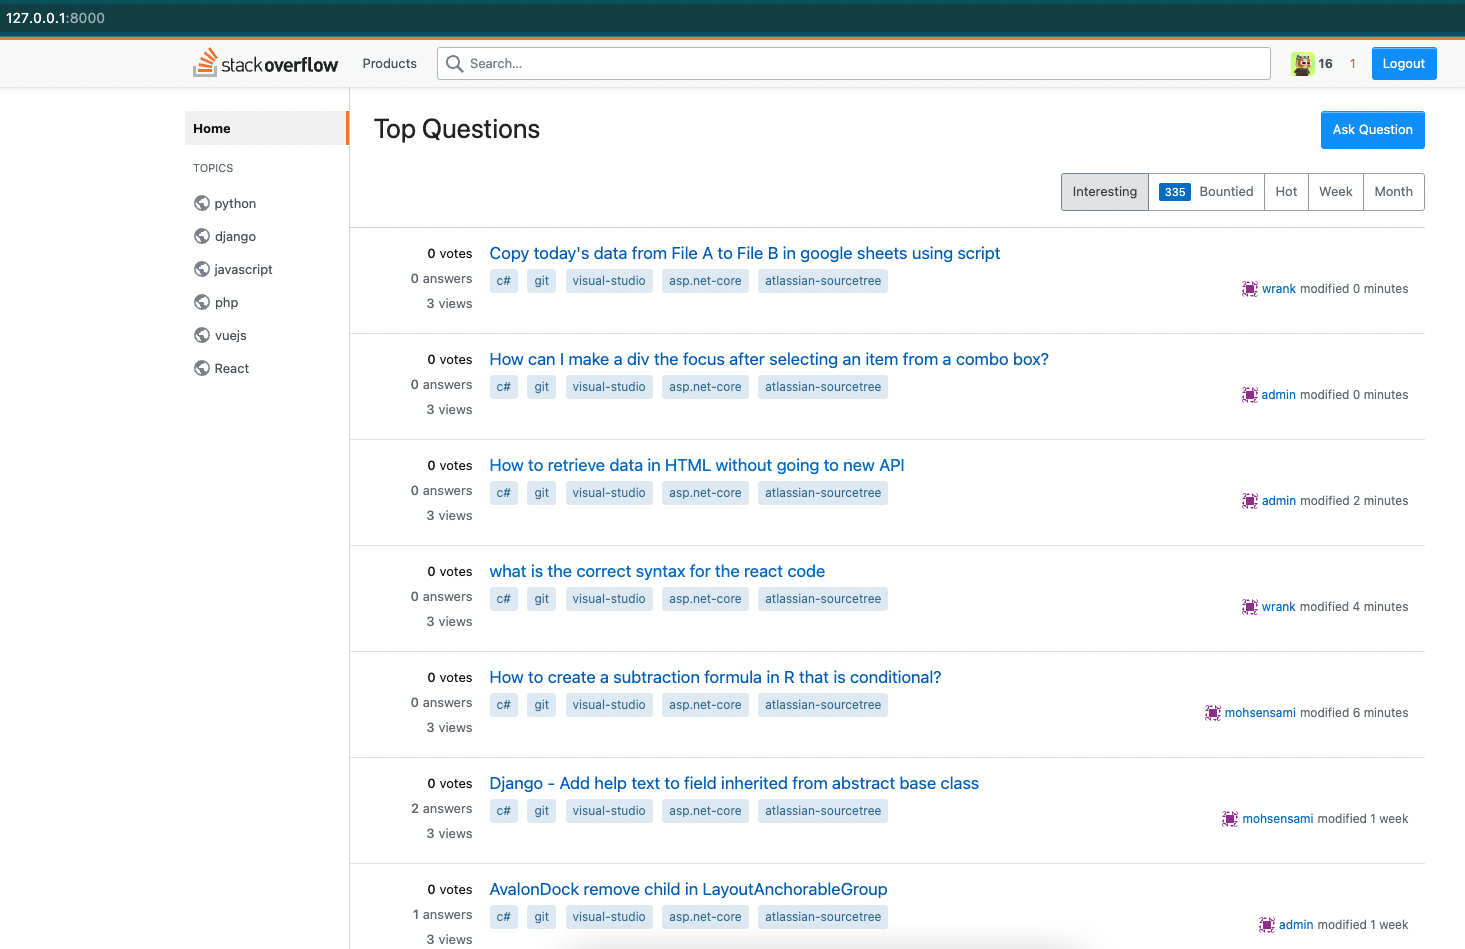 127.0.0.1:8000
stackoverflow Products Search... 16 1 Logout
Home
TOPICS
python
django
javascript
php
vuejs
React
Top Questions
Ask Question
Interesting 335 Bountied Hot Week Month
0 votes
0 answers
3 views
Copy today's data from File A to File B in google sheets using script
c# git visual-studio asp.net-core atlassian-sourcetree
wrank modified 0 minutes
0 votes
0 answers
3 views
How can I make a div the focus after selecting an item from a combo box?
c# git visual-studio asp.net-core atlassian-sourcetree
admin modified 0 minutes
0 votes
0 answers
3 views
How to retrieve data in HTML without going to new API
c# git visual-studio asp.net-core atlassian-sourcetree
admin modified 2 minutes
0 votes
0 answers
3 views
what is the correct syntax for the react code
c# git visual-studio asp.net-core atlassian-sourcetree
wrank modified 4 minutes
0 votes
0 answers
3 views
How to create a subtraction formula in R that is conditional?
c# git visual-studio asp.net-core atlassian-sourcetree
mohsensami modified 6 minutes
0 votes
2 answers
3 views
Django - Add help text to field inherited from abstract base class
c# git visual-studio asp.net-core atlassian-sourcetree
mohsensami modified 1 week
0 votes
1 answers
3 views
AvalonDock remove child in LayoutAnchorableGroup
c# git visual-studio asp.net-core atlassian-sourcetree
admin modified 1 week